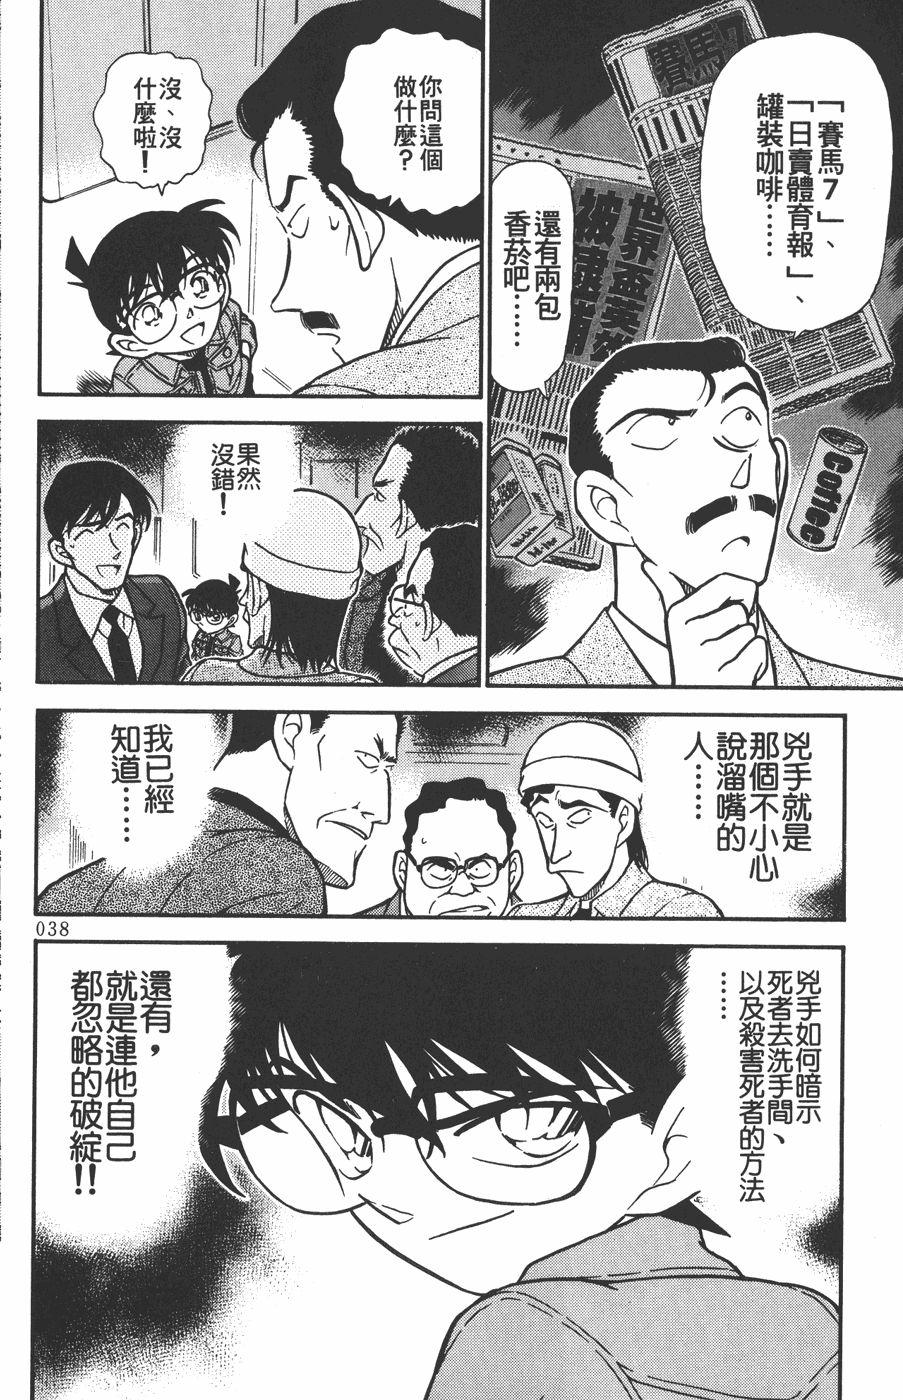 「賽馬7」、
「日賣體育報」、
罐裝咖啡……
賽馬7
世界盃英
被逮
還有兩包
香菸吧……
Coffee
你問這個
做什麼？
沒、沒
什麼啦！
果然
沒錯！
兇手就是
那個不小心
說溜嘴的
人……
我已經
知道……
038
兇手如何暗示
死者去洗手間、
以及殺害死者的方法
……
還有，
就是連他自己
都忽略的破綻！！